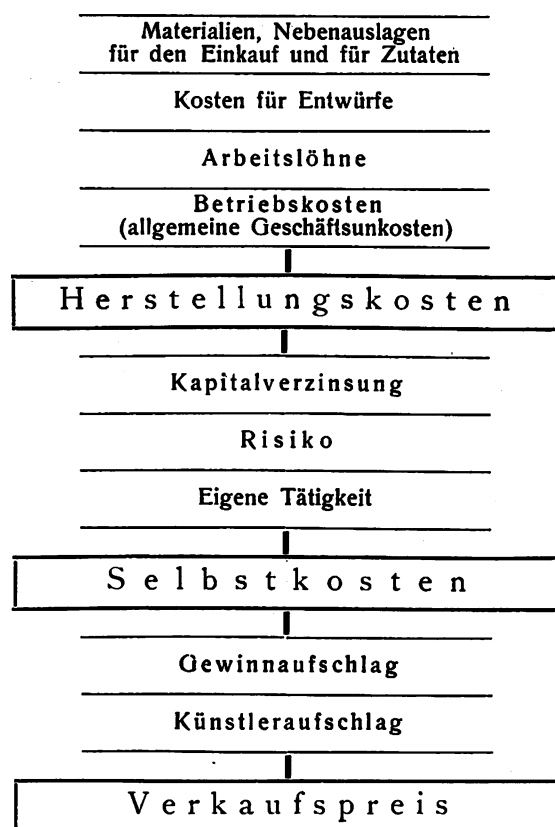 Materialien, Nebenauslagen
für den Einkauf und für Zutaten
Kosten für Entwürfe
Arbeitslöhne
Betriebskosten
(allgemeine Geschäftsunkosten)
Herstellungskosten
Kapitalverzinsung
Risiko
Eigene Tätigkeit
Selbstkosten
Gewinnaufschlag
Künstleraufschlag
Verkaufspreis